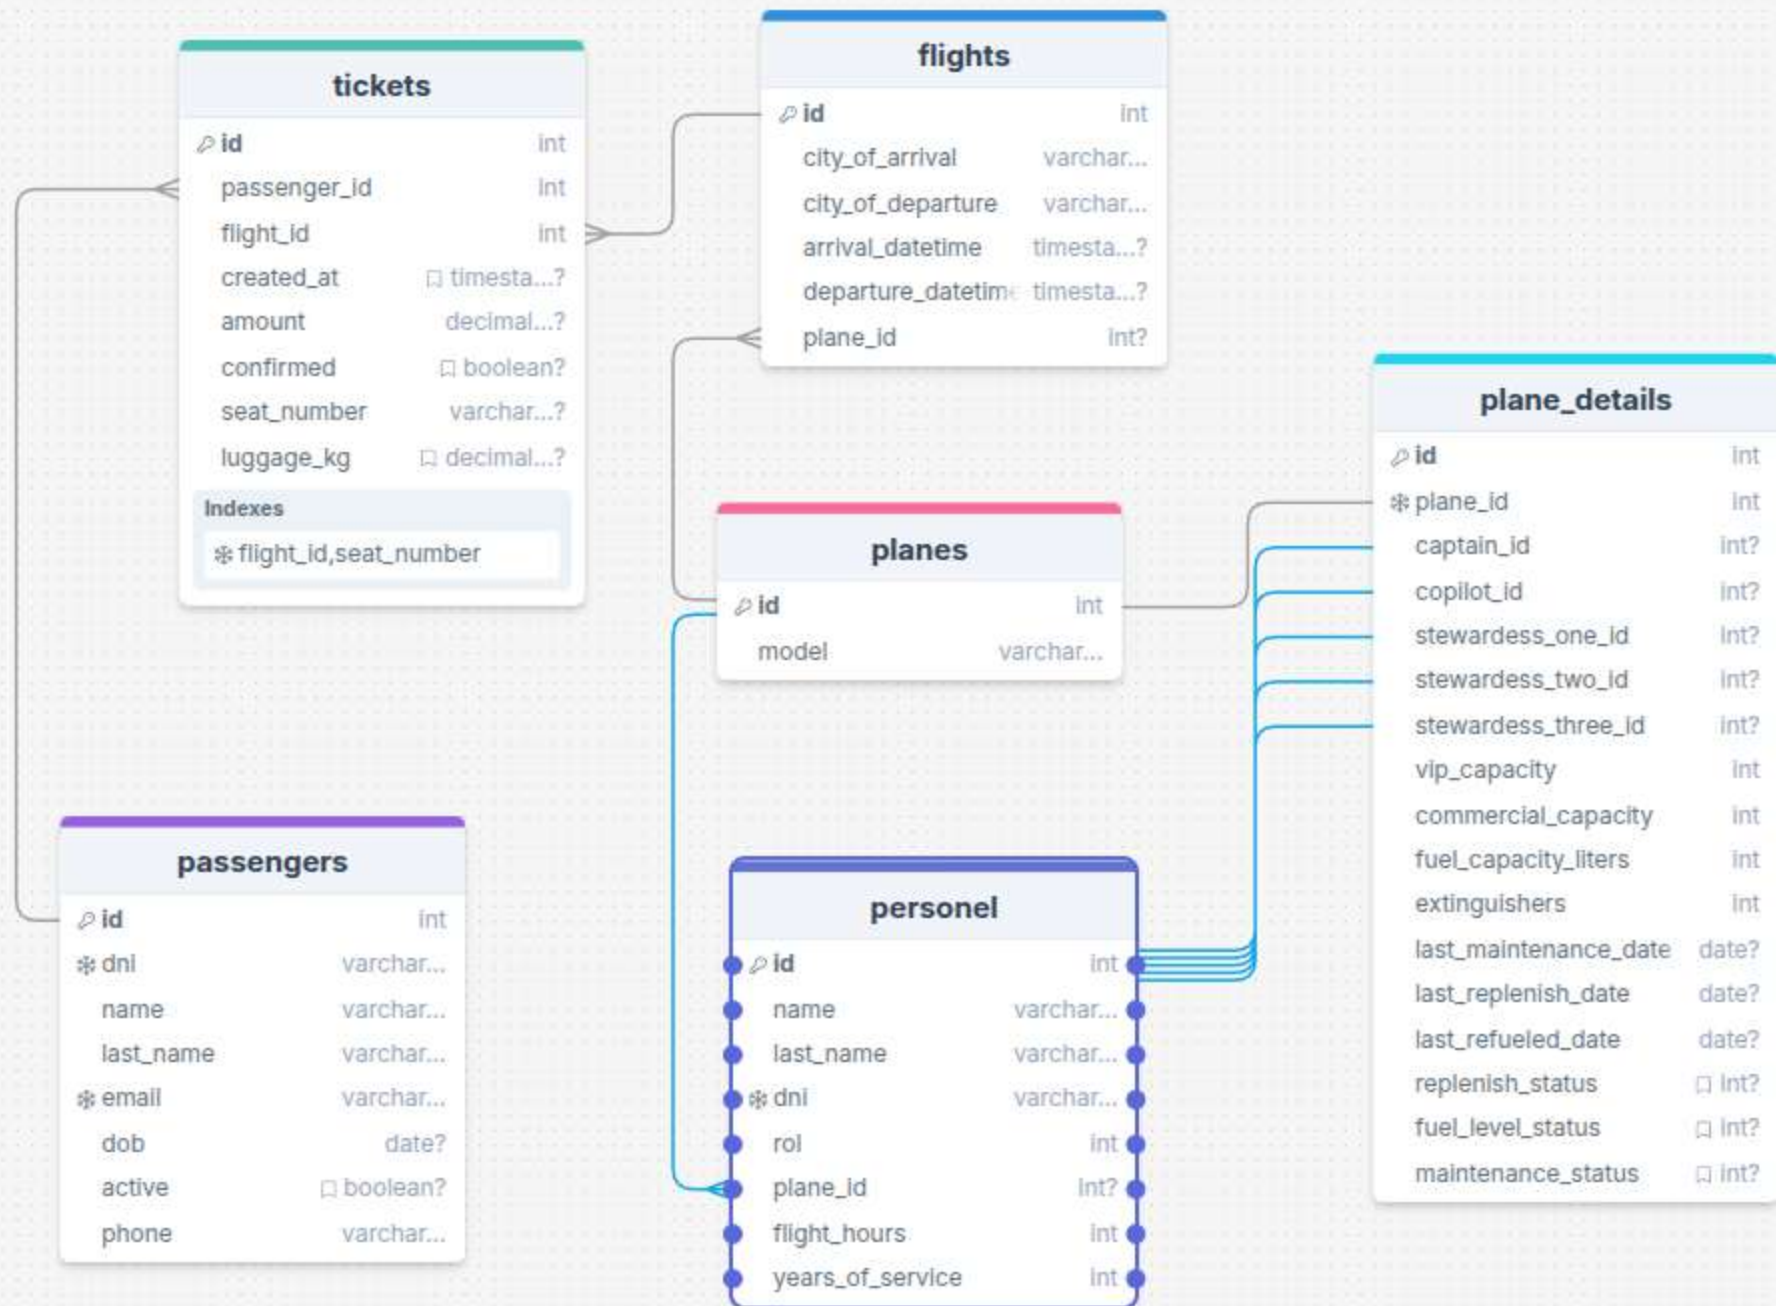 tickets
id int
passenger_id int
flight_id int
created_at timesta...?
amount decimal...?
confirmed boolean?
seat_number varchar...?
luggage_kg decimal...?
Indexes
flight_id,seat_number
flights
id int
city_of_arrival varchar...
city_of_departure varchar...
arrival_datetime timesta...?
departure_datetim timesta...?
plane_id int?
planes
id int
model varchar...
plane_details
id int
plane_id int
captain_id int?
copilot_id int?
stewardess_one_id int?
stewardess_two_id int?
stewardess_three_id int?
vip_capacity int
commercial_capacity int
fuel_capacity_liters int
extinguishers int
last_maintenance_date date?
last_replenish_date date?
last_refueled_date date?
replenish_status int?
fuel_level_status int?
maintenance_status int?
passengers
id int
dni varchar...
name varchar...
last_name varchar...
email varchar...
dob date?
active boolean?
phone varchar...
personel
id int
name varchar...
last_name varchar...
dni varchar...
rol int
plane_id int?
flight_hours int
years_of_service int